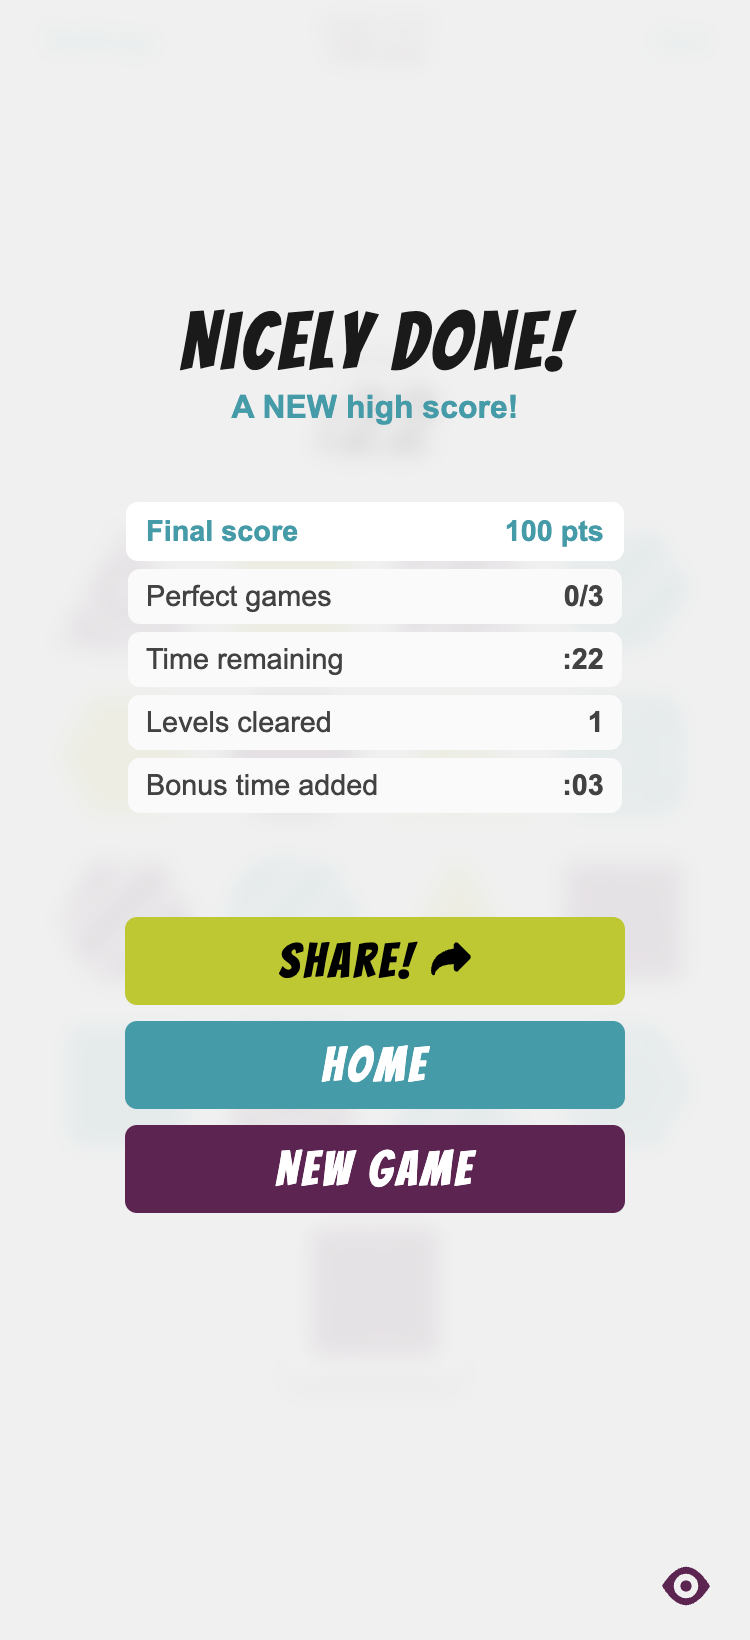 NICELY DONE!
A NEW high score!
Final score 100 pts
Perfect games 0/3
Time remaining :22
Levels cleared 1
Bonus time added :03
SHARE!
HOME
NEW GAME